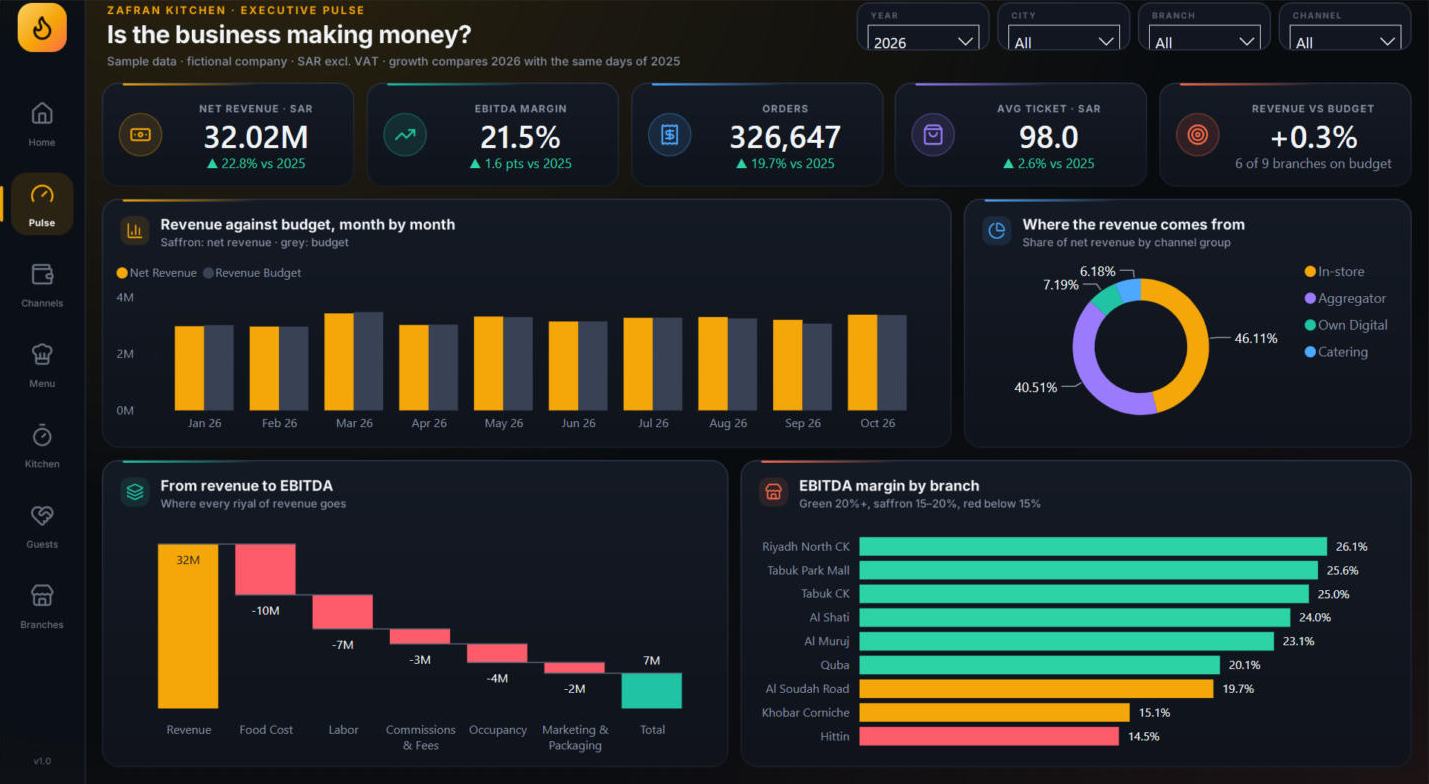 ZAFRAN KITCHEN · EXECUTIVE PULSE
Is the business making money?
Sample data · fictional company · SAR excl. VAT · growth compares 2026 with the same days of 2025
YEAR
2026
CITY
All
BRANCH
All
CHANNEL
All
Home
Pulse
Channels
Menu
Kitchen
Guests
Branches
v1.0
NET REVENUE · SAR
32.02M
▲ 22.8% vs 2025
EBITDA MARGIN
21.5%
▲ 1.6 pts vs 2025
ORDERS
326,647
▲ 19.7% vs 2025
AVG TICKET · SAR
98.0
▲ 2.6% vs 2025
REVENUE VS BUDGET
+0.3%
6 of 9 branches on budget
Revenue against budget, month by month
Saffron: net revenue · grey: budget
Net Revenue Revenue Budget
4M
2M
0M
Jan 26 Feb 26 Mar 26 Apr 26 May 26 Jun 26 Jul 26 Aug 26 Sep 26 Oct 26
Where the revenue comes from
Share of net revenue by channel group
6.18%
7.19%
46.11%
40.51%
In-store
Aggregator
Own Digital
Catering
From revenue to EBITDA
Where every riyal of revenue goes
32M
-10M
-7M
-3M
-4M
-2M
7M
Revenue Food Cost Labor Commissions & Fees Occupancy Marketing & Packaging Total
EBITDA margin by branch
Green 20%+, saffron 15–20%, red below 15%
Riyadh North CK 26.1%
Tabuk Park Mall 25.6%
Tabuk CK 25.0%
Al Shati 24.0%
Al Muruj 23.1%
Quba 20.1%
Al Soudah Road 19.7%
Khobar Corniche 15.1%
Hittin 14.5%